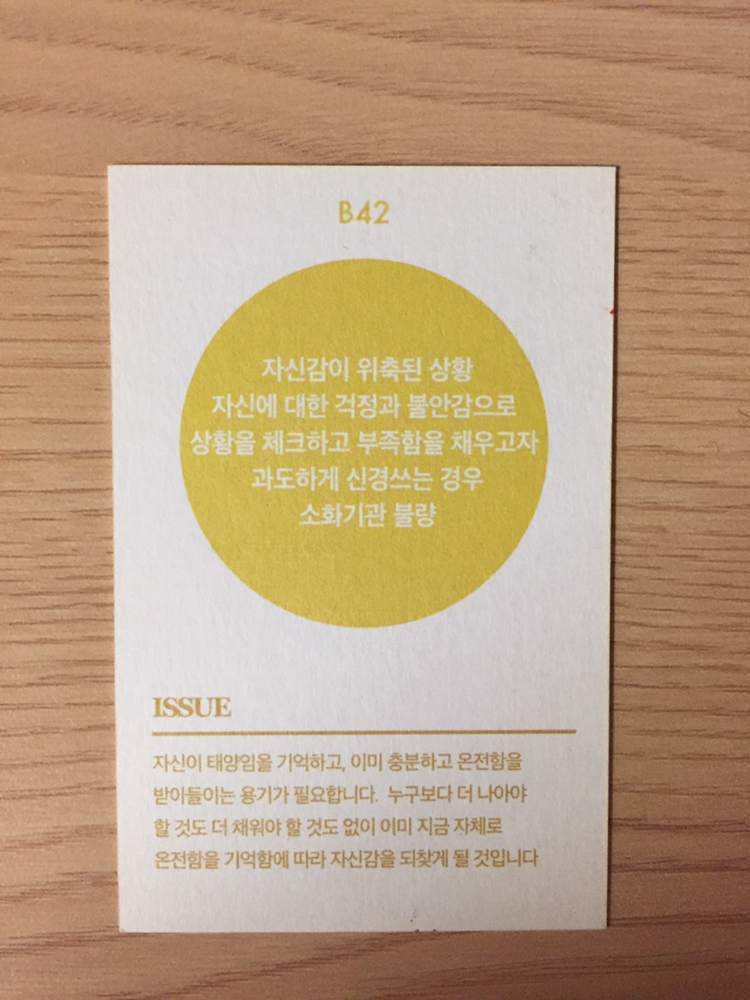 B42
자신감이 위축된 상황
자신에 대한 걱정과 불안감으로
상황을 체크하고 부족함을 채우고자
과도하게 신경쓰는 경우
소화기관 불량
ISSUE
자신이 태양임을 기억하고, 이미 충분하고 온전함을
받아들이는 용기가 필요합니다. 누구보다 더 나아야
할 것도 더 채워야 할 것도 없이 이미 지금 자체로
온전함을 기억함에 따라 자신감을 되찾게 될 것입니다